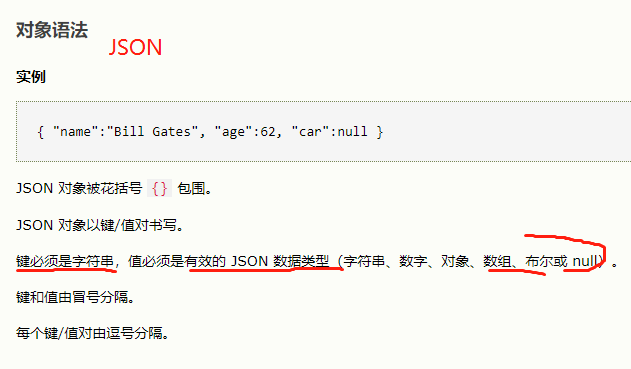 对象语法
JSON
实例
{ "name":"Bill Gates", "age":62, "car":null }
JSON 对象被花括号 {} 包围。
JSON 对象以键/值对书写。
键必须是字符串，值必须是有效的 JSON 数据类型（字符串、数字、对象、数组、布尔或 null）。
键和值由冒号分隔。
每个键/值对由逗号分隔。